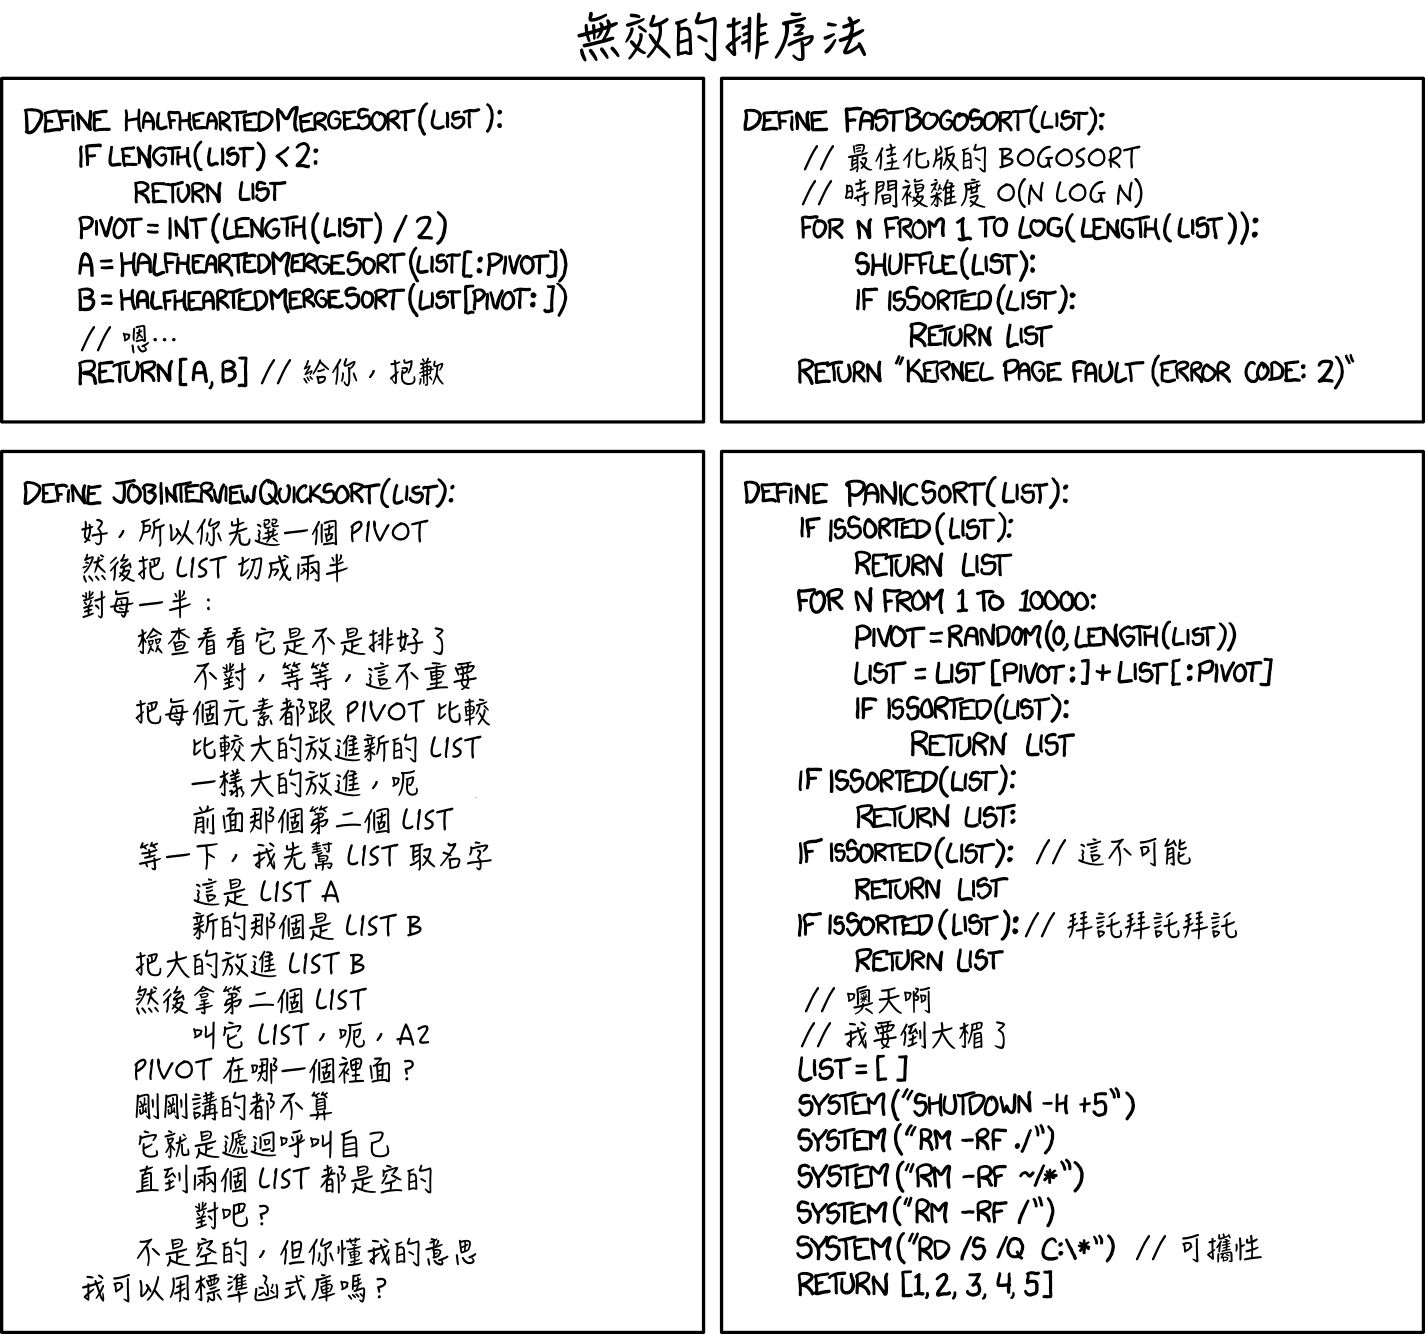 無效的排序法
DEFINE HALFHEARTEDMERGESORT(LIST):
IF LENGTH(LIST) < 2:
RETURN LIST
PIVOT = INT(LENGTH(LIST) / 2)
A = HALFHEARTEDMERGESORT(LIST[:PIVOT])
B = HALFHEARTEDMERGESORT(LIST[PIVOT:])
// 嗯…
RETURN[A, B] // 給你，抱歉
DEFINE FASTBOGOSORT(LIST):
// 最佳化版的 BOGOSORT
// 時間複雜度 O(N LOG N)
FOR N FROM 1 TO LOG(LENGTH(LIST)):
SHUFFLE(LIST):
IF ISSORTED(LIST):
RETURN LIST
RETURN "KERNEL PAGE FAULT (ERROR CODE: 2)"
DEFINE JOBINTERVIEWQUICKSORT(LIST):
好，所以你先選一個 PIVOT
然後把 LIST 切成兩半
對每一半：
檢查看看它是不是排好了
不對，等等，這不重要
把每個元素都跟 PIVOT 比較
比較大的放進新的 LIST
一樣大的放進，呃
前面那個第二個 LIST
等一下，我先幫 LIST 取名字
這是 LIST A
新的那個是 LIST B
把大的放進 LIST B
然後拿第二個 LIST
叫它 LIST，呃，A2
PIVOT 在哪一個裡面？
剛剛講的都不算
它就是遞迴呼叫自己
直到兩個 LIST 都是空的
對吧？
不是空的，但你懂我的意思
我可以用標準函式庫嗎？
DEFINE PANICSORT(LIST):
IF ISSORTED(LIST):
RETURN LIST
FOR N FROM 1 TO 10000:
PIVOT = RANDOM(0, LENGTH(LIST))
LIST = LIST[PIVOT:] + LIST[:PIVOT]
IF ISSORTED(LIST):
RETURN LIST
IF ISSORTED(LIST):
RETURN LIST:
IF ISSORTED(LIST): // 這不可能
RETURN LIST
IF ISSORTED(LIST): // 拜託拜託拜託
RETURN LIST
// 噢天啊
// 我要倒大楣了
LIST = [ ]
SYSTEM("SHUTDOWN -H +5")
SYSTEM("RM -RF ./")
SYSTEM("RM -RF ~/*")
SYSTEM("RM -RF /")
SYSTEM("RD /S /Q C:\*") // 可攜性
RETURN [1, 2, 3, 4, 5]